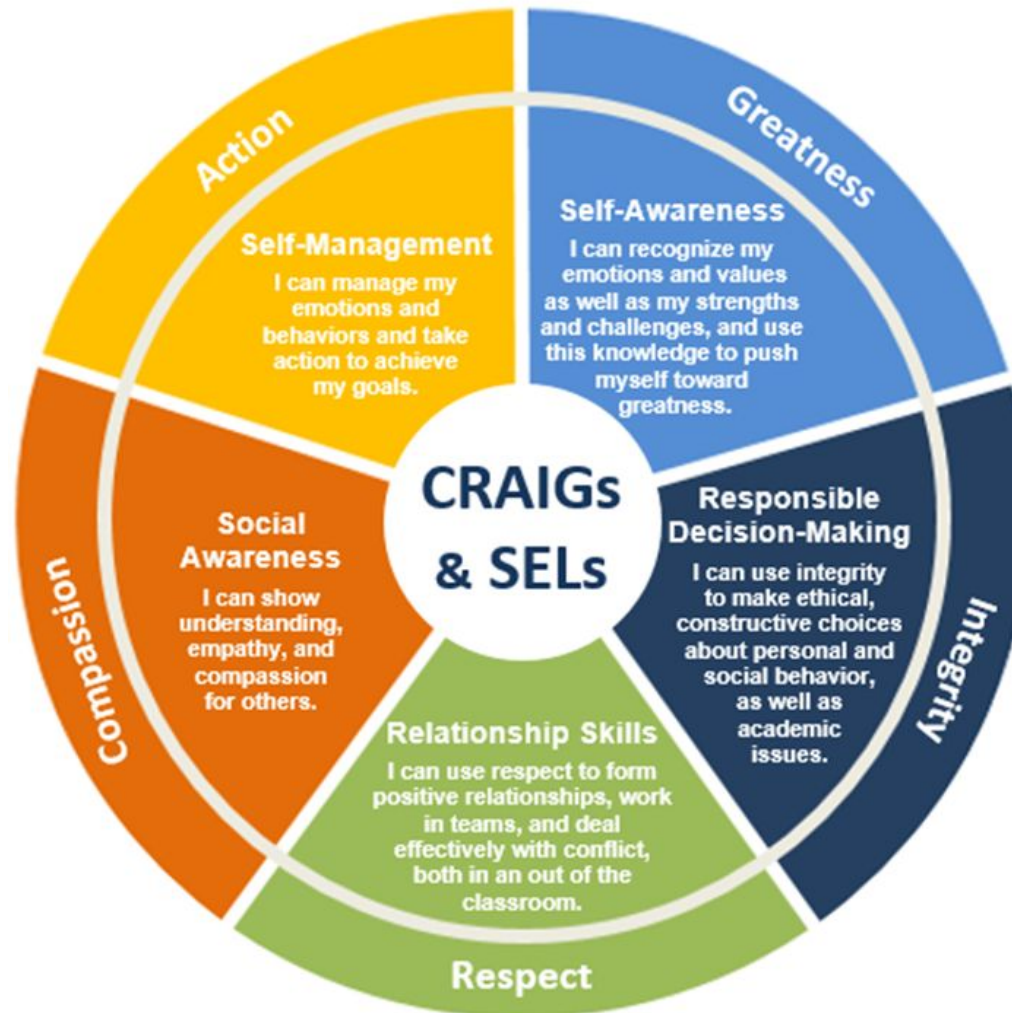 CRAIGs
& SELs
Greatness
Self-Awareness
I can recognize my
emotions and values
as well as my strengths
and challenges, and use
this knowledge to push
myself toward
greatness.
Integrity
Responsible
Decision-Making
I can use integrity
to make ethical,
constructive choices
about personal and
social behavior,
as well as
academic
issues.
Respect
Relationship Skills
I can use respect to form
positive relationships, work
in teams, and deal
effectively with conflict,
both in an out of the
classroom.
Compassion
Social
Awareness
I can show
understanding,
empathy, and
compassion
for others.
Action
Self-Management
I can manage my
emotions and
behaviors and take
action to achieve
my goals.